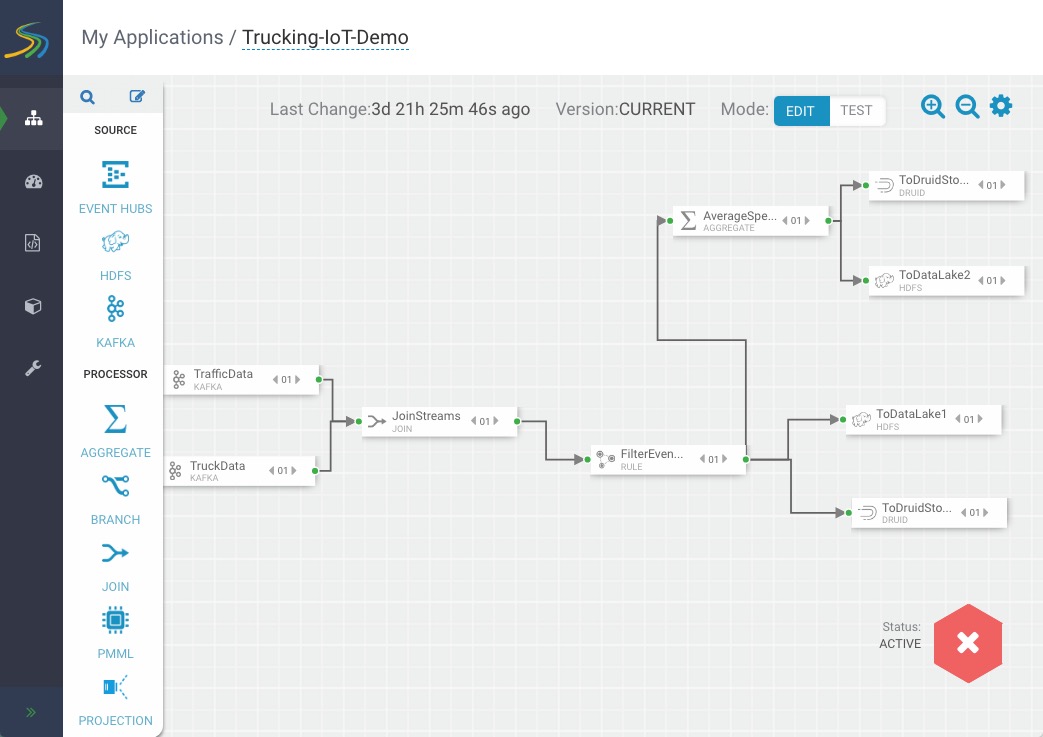 My Applications / Trucking-IoT-Demo
Last Change:3d 21h 25m 46s ago Version:CURRENT Mode: EDIT TEST
SOURCE
EVENT HUBS
HDFS
KAFKA
PROCESSOR
AGGREGATE
BRANCH
JOIN
PMML
PROJECTION
TrafficData 01
KAFKA
TruckData 01
KAFKA
JoinStreams 01
JOIN
FilterEven... 01
RULE
AverageSpe... 01
AGGREGATE
ToDruidSto... 01
DRUID
ToDataLake2 01
HDFS
ToDataLake1 01
HDFS
ToDruidSto... 01
DRUID
Status:
ACTIVE